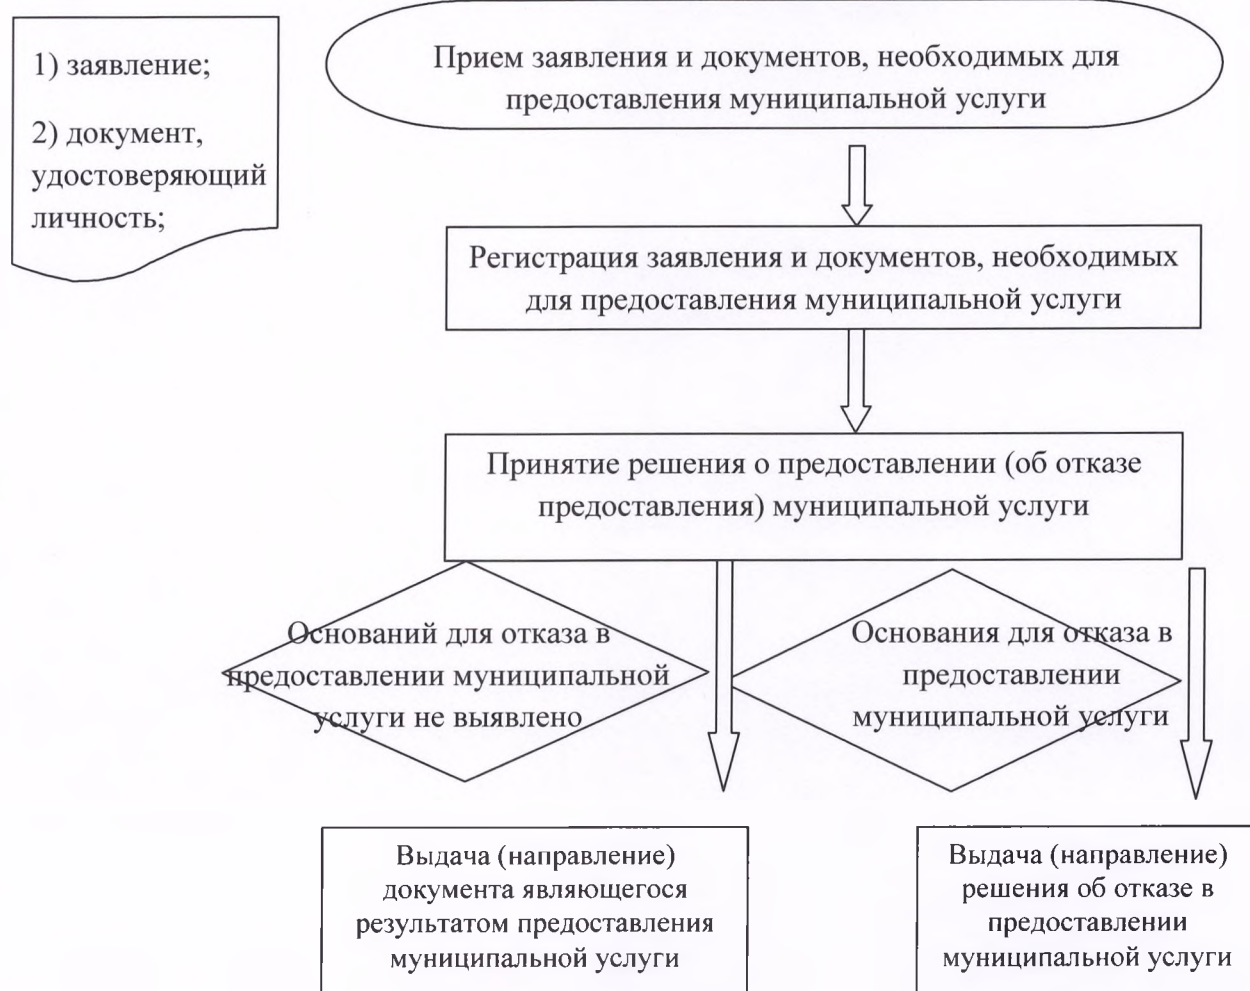 1) заявление;
2) документ,
удостоверяющий
личность;
Прием заявления и документов, необходимых для
предоставления муниципальной услуги
Регистрация заявления и документов, необходимых
для предоставления муниципальной услуги
Принятие решения о предоставлении (об отказе
предоставления) муниципальной услуги
Оснований для отказа в
предоставлении муниципальной
услуги не выявлено
Основания для отказа в
предоставлении
муниципальной услуги
Выдача (направление)
документа являющегося
результатом предоставления
муниципальной услуги
Выдача (направление)
решения об отказе в
предоставлении
муниципальной услуги